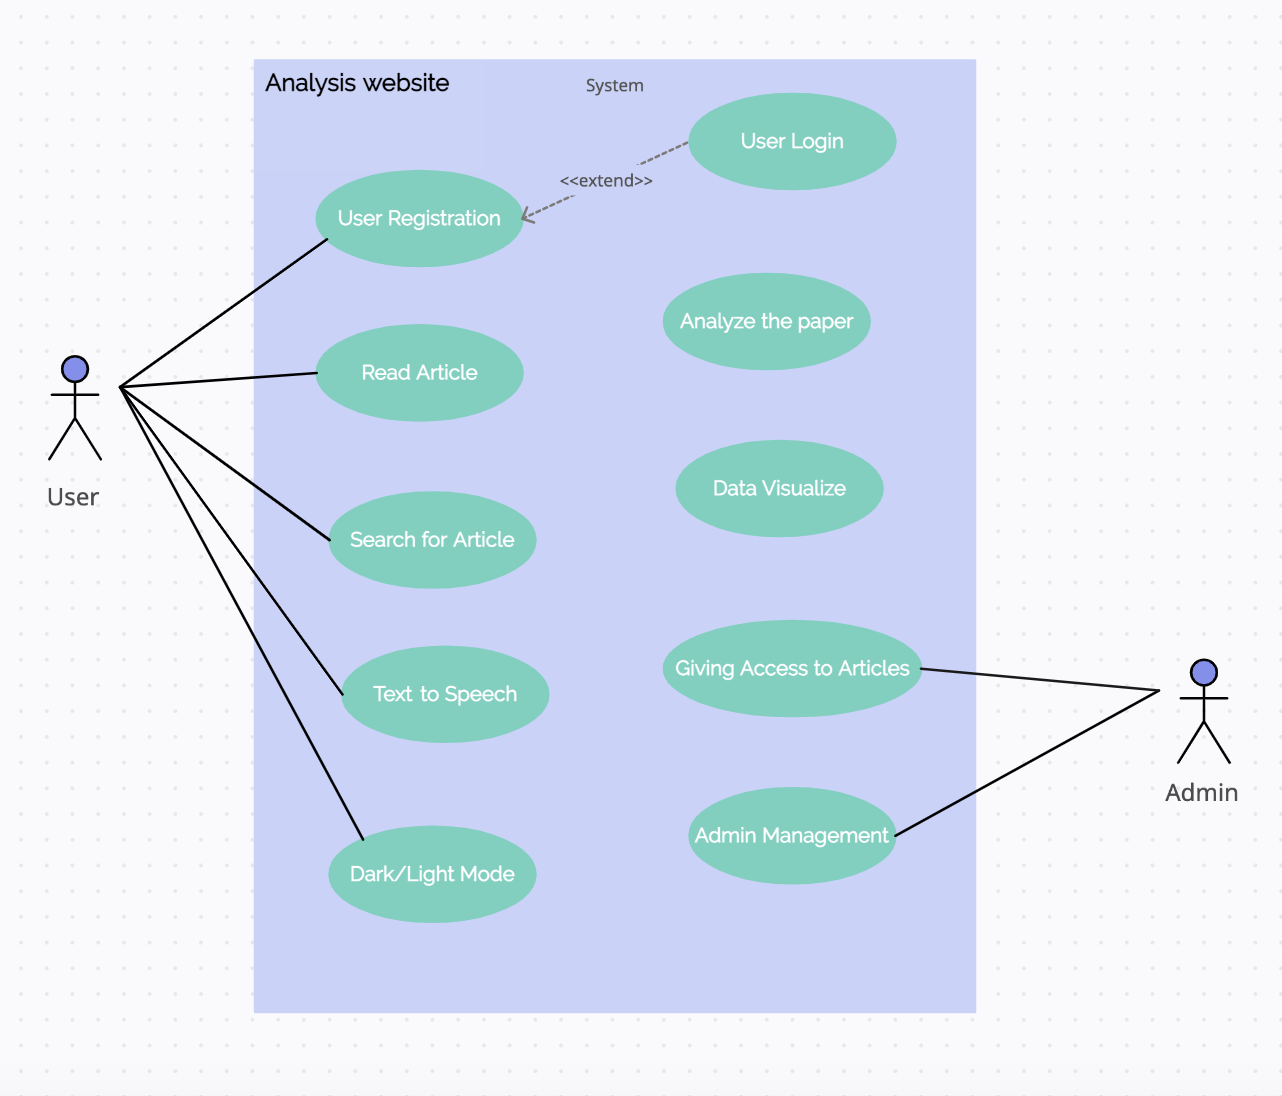 Analysis website
System
User Login
<<extend>>
User Registration
Analyze the paper
Read Article
User
Data Visualize
Search for Article
Giving Access to Articles
Text to Speech
Admin
Admin Management
Dark/Light Mode